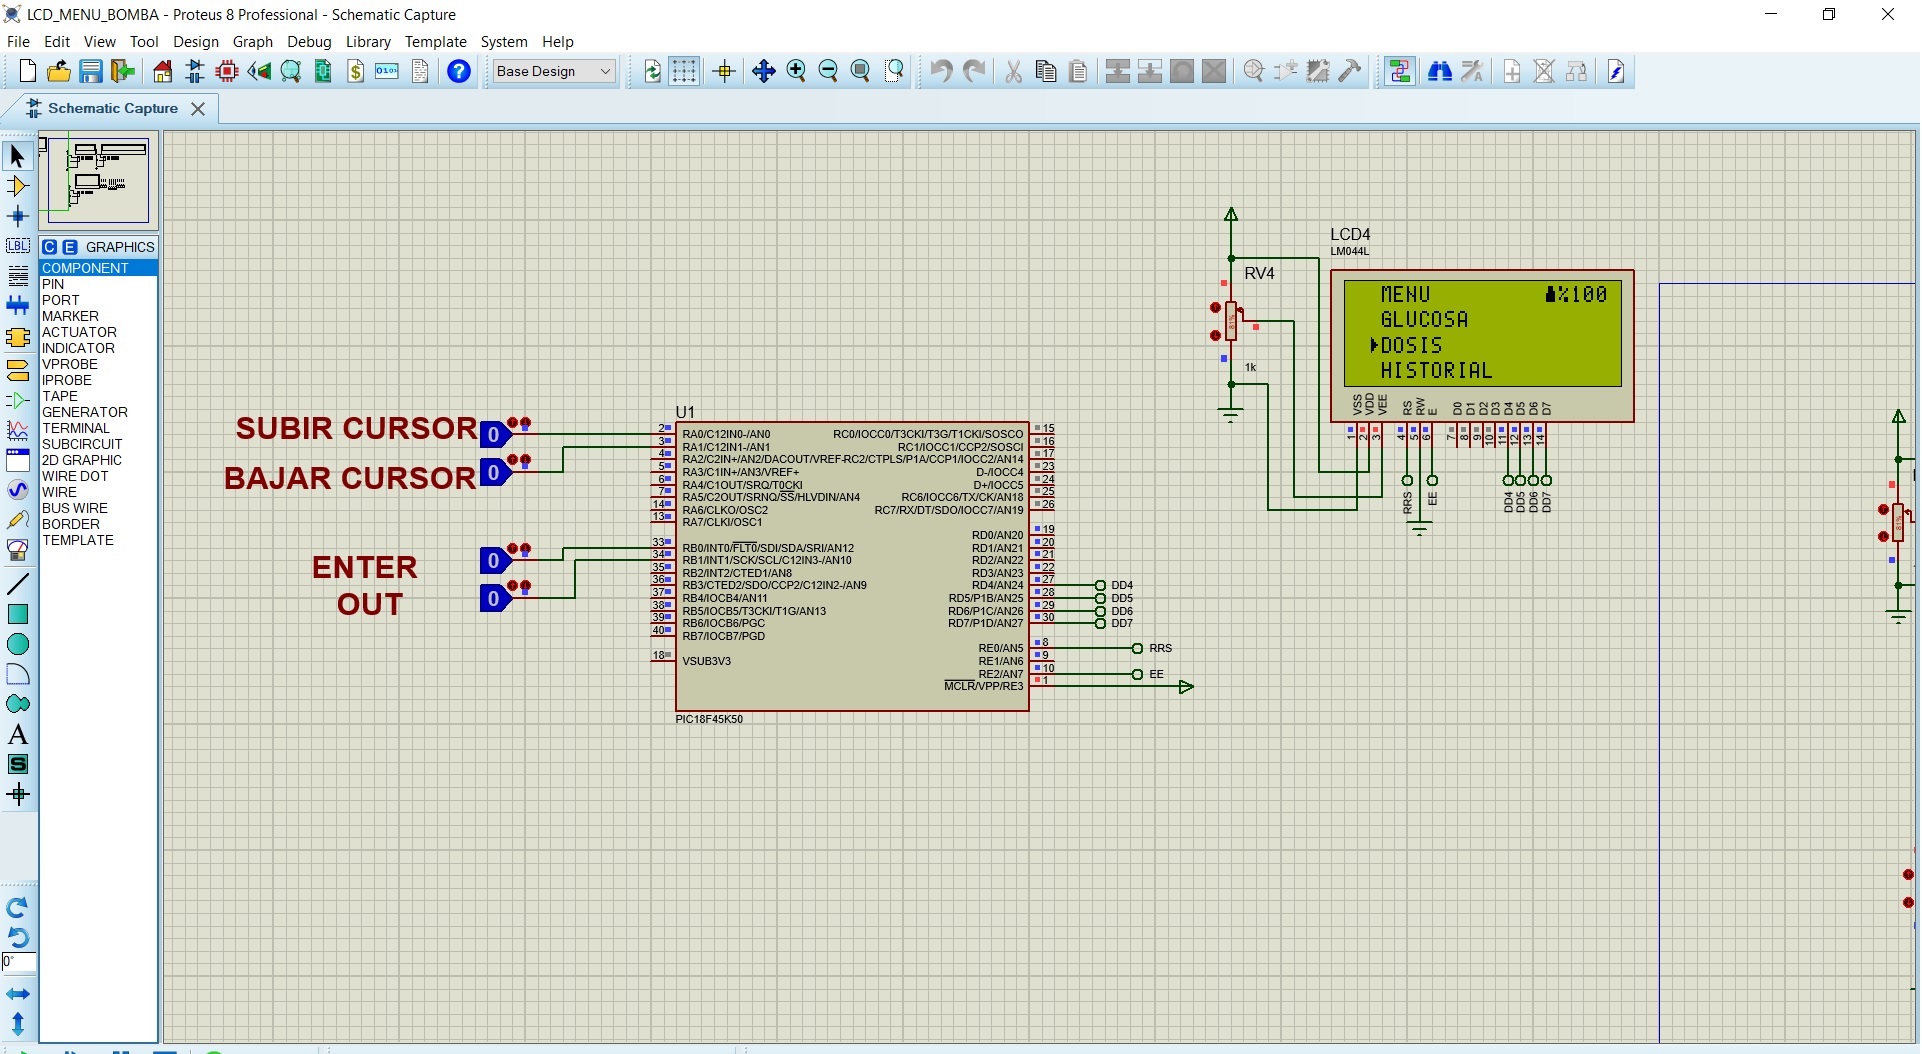 LCD_MENU_BOMBA - Proteus 8 Professional - Schematic Capture
File Edit View Tool Design Graph Debug Library Template System Help
Base Design
Schematic Capture
C E GRAPHICS
COMPONENT
PIN
PORT
MARKER
ACTUATOR
INDICATOR
VPROBE
IPROBE
TAPE
GENERATOR
TERMINAL
SUBCIRCUIT
2D GRAPHIC
WIRE DOT
WIRE
BUS WIRE
BORDER
TEMPLATE
LBL
A
S
0°
SUBIR CURSOR 0
BAJAR CURSOR 0
ENTER 0
OUT 0
U1
2 RA0/C12IN0-/AN0
3 RA1/C12IN1-/AN1
4 RA2/C2IN+/AN2/DACOUT/VREF-
5 RA3/C1IN+/AN3/VREF+
6 RA4/C1OUT/SRQ/T0CKI
7 RA5/C2OUT/SRNQ/SS/HLVDIN/AN4
14 RA6/CLKO/OSC2
13 RA7/CLKI/OSC1
33 RB0/INT0/FLT0/SDI/SDA/SRI/AN12
34 RB1/INT1/SCK/SCL/C12IN3-/AN10
35 RB2/INT2/CTED1/AN8
36 RB3/CTED2/SDO/CCP2/C12IN2-/AN9
37 RB4/IOCB4/AN11
38 RB5/IOCB5/T3CKI/T1G/AN13
39 RB6/IOCB6/PGC
40 RB7/IOCB7/PGD
18 VSUB3V3
RC0/IOCC0/T3CKI/T3G/T1CKI/SOSCO 15
RC1/IOCC1/CCP2/SOSCI 16
RC2/CTPLS/P1A/CCP1/IOCC2/AN14 17
D-/IOCC4 23
D+/IOCC5 24
RC6/IOCC6/TX/CK/AN18 25
RC7/RX/DT/SDO/IOCC7/AN19 26
RD0/AN20 19
RD1/AN21 20
RD2/AN22 21
RD3/AN23 22
RD4/AN24 27 DD4
RD5/P1B/AN25 28 DD5
RD6/P1C/AN26 29 DD6
RD7/P1D/AN27 30 DD7
RE0/AN5 8 RRS
RE1/AN6 9
RE2/AN7 10 EE
MCLR/VPP/RE3 1
PIC18F45K50
RV4
81%
1k
LCD4
LM044L
MENU %100
GLUCOSA
DOSIS
HISTORIAL
VSS VDD VEE RS RW E D0 D1 D2 D3 D4 D5 D6 D7
1 2 3 4 5 6 7 8 9 10 11 12 13 14
RRS EE DD4 DD5 DD6 DD7
81%